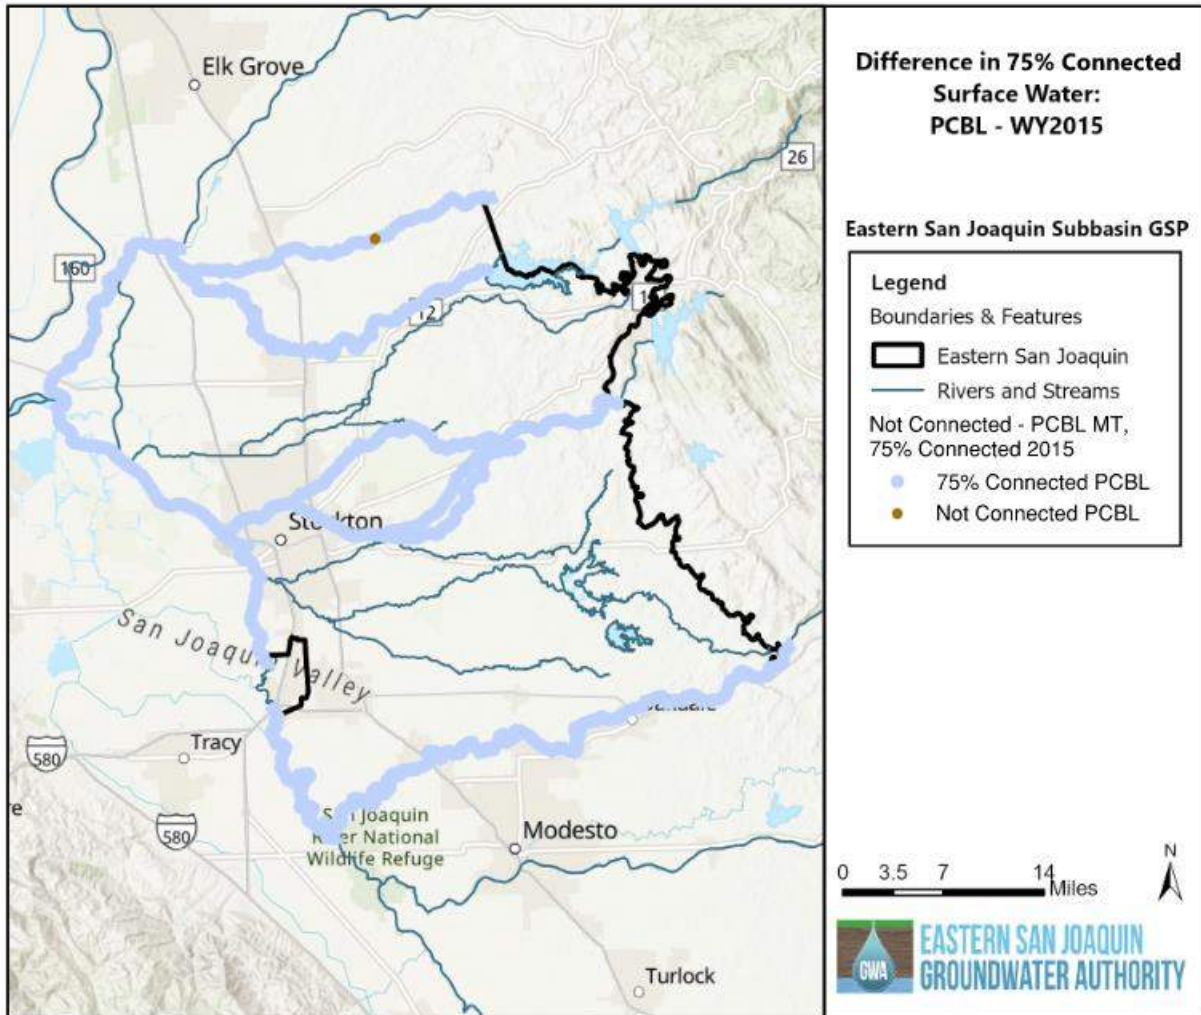 Elk Grove
26
160
12
Stockton
San Joaquin Valley
Tracy
580
580
Modesto
San Joaquin
River National
Wildlife Refuge
Turlock
Difference in 75% Connected
Surface Water:
PCBL - WY2015
Eastern San Joaquin Subbasin GSP
Legend
Boundaries & Features
Eastern San Joaquin
Rivers and Streams
Not Connected - PCBL MT,
75% Connected 2015
75% Connected PCBL
Not Connected PCBL
N
0 3.5 7 14
Miles
GWA
EASTERN SAN JOAQUIN
GROUNDWATER AUTHORITY